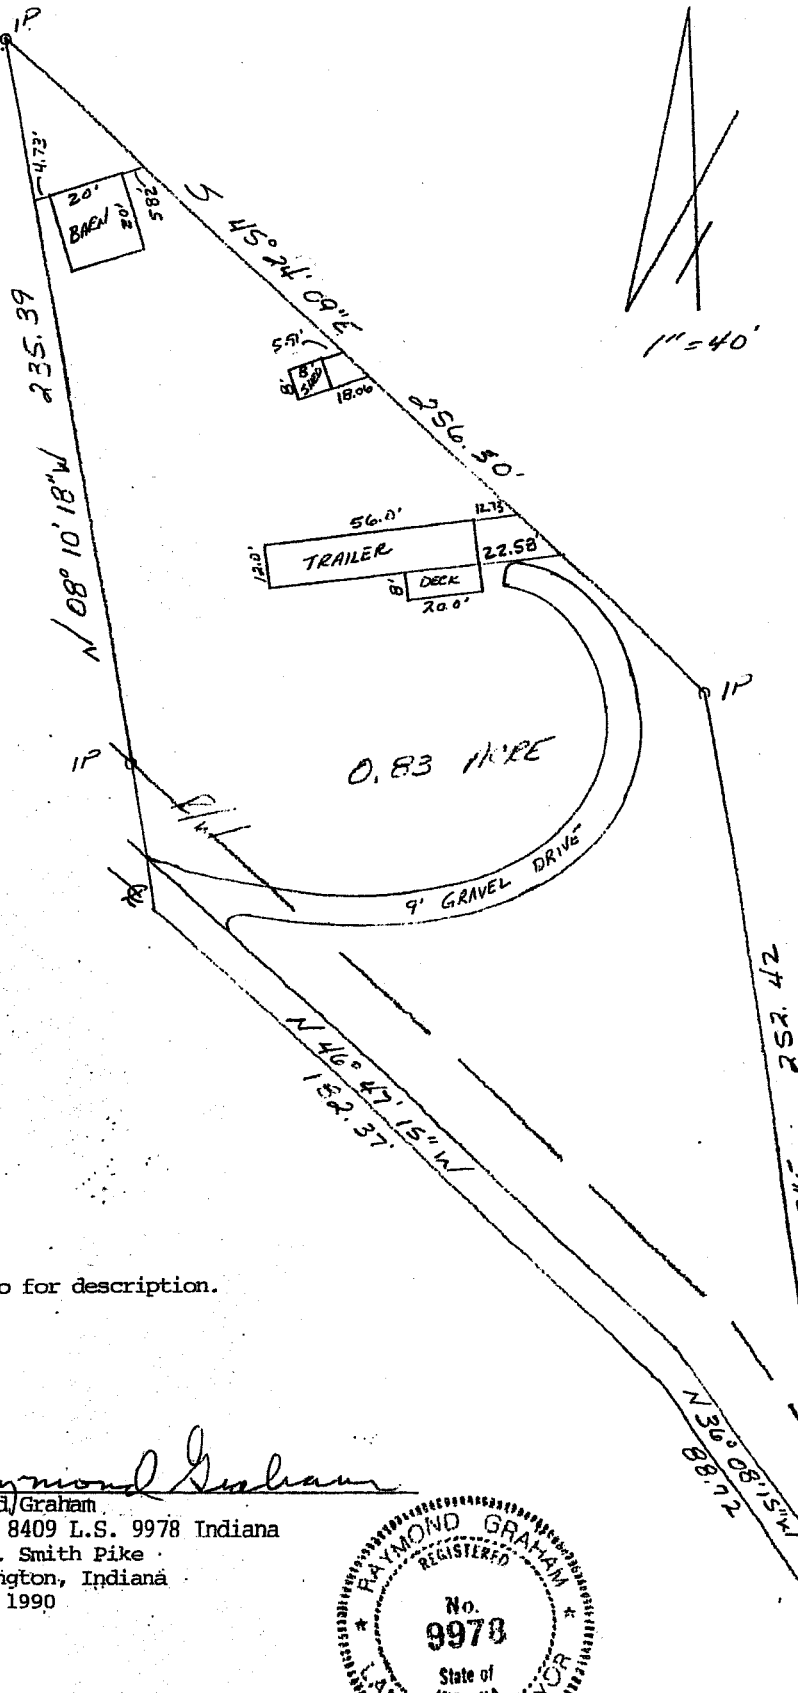 IP
4.73'
20'
20'
BARN
5.82'
S 45° 24' 09"E
256.30'
1"=40'
N 08° 10' 18"W 235.39
5.51'
8'
8'
SHED
18.06
56.0'
12.73'
12.0'
TRAILER
22.58'
DECK
8'
20.0'
IP
IP
0.83 ACRE
R/W
9' GRAVEL DRIVE
252.42
N 46° 47' 15" W
182.37'
o for description.
N 36° 08' 15"W
88.72
ymond Graham
d Graham
8409 L.S. 9978 Indiana
. Smith Pike
ngton, Indiana
1990
RAYMOND GRAHAM
REGISTERED
No.
9978
State of